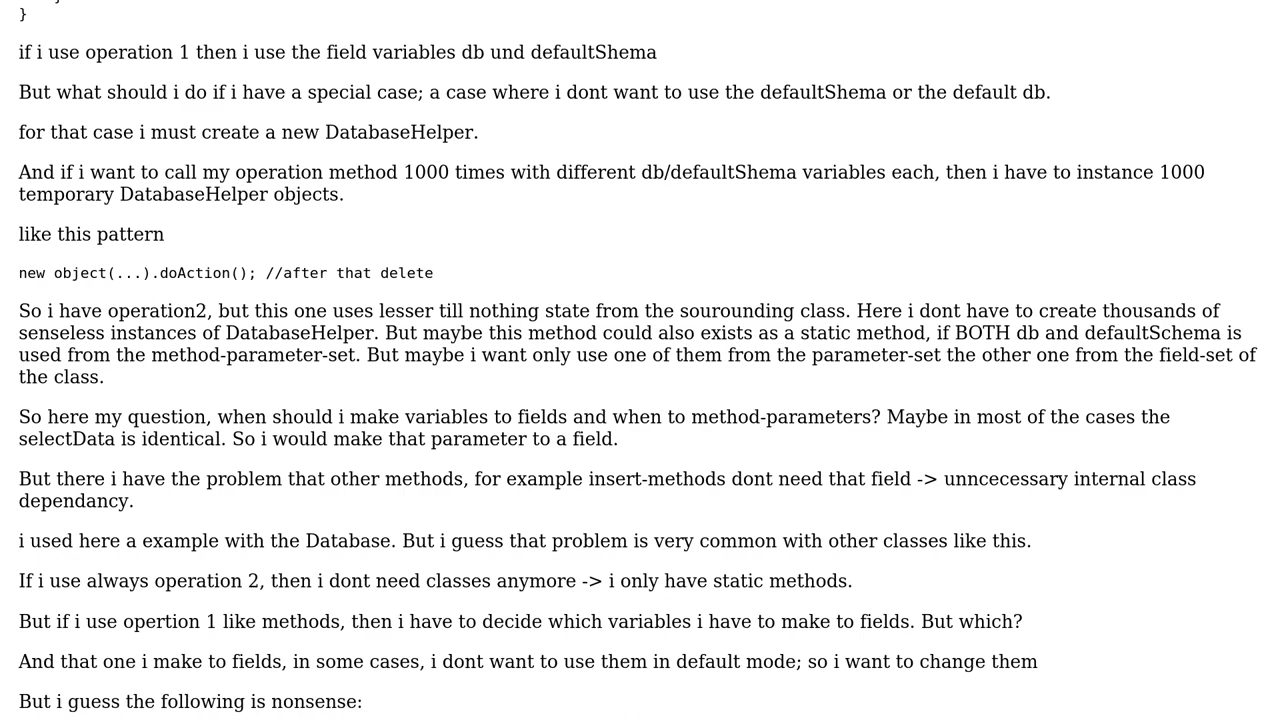 }
if i use operation 1 then i use the field variables db und defaultShema
But what should i do if i have a special case; a case where i dont want to use the defaultShema or the default db.
for that case i must create a new DatabaseHelper.
And if i want to call my operation method 1000 times with different db/defaultShema variables each, then i have to instance 1000
temporary DatabaseHelper objects.
like this pattern
new object(...).doAction(); //after that delete
So i have operation2, but this one uses lesser till nothing state from the sourounding class. Here i dont have to create thousands of
senseless instances of DatabaseHelper. But maybe this method could also exists as a static method, if BOTH db and defaultSchema is
used from the method-parameter-set. But maybe i want only use one of them from the parameter-set the other one from the field-set of
the class.
So here my question, when should i make variables to fields and when to method-parameters? Maybe in most of the cases the
selectData is identical. So i would make that parameter to a field.
But there i have the problem that other methods, for example insert-methods dont need that field -> unncecessary internal class
dependancy.
i used here a example with the Database. But i guess that problem is very common with other classes like this.
If i use always operation 2, then i dont need classes anymore -> i only have static methods.
But if i use opertion 1 like methods, then i have to decide which variables i have to make to fields. But which?
And that one i make to fields, in some cases, i dont want to use them in default mode; so i want to change them
But i guess the following is nonsense: